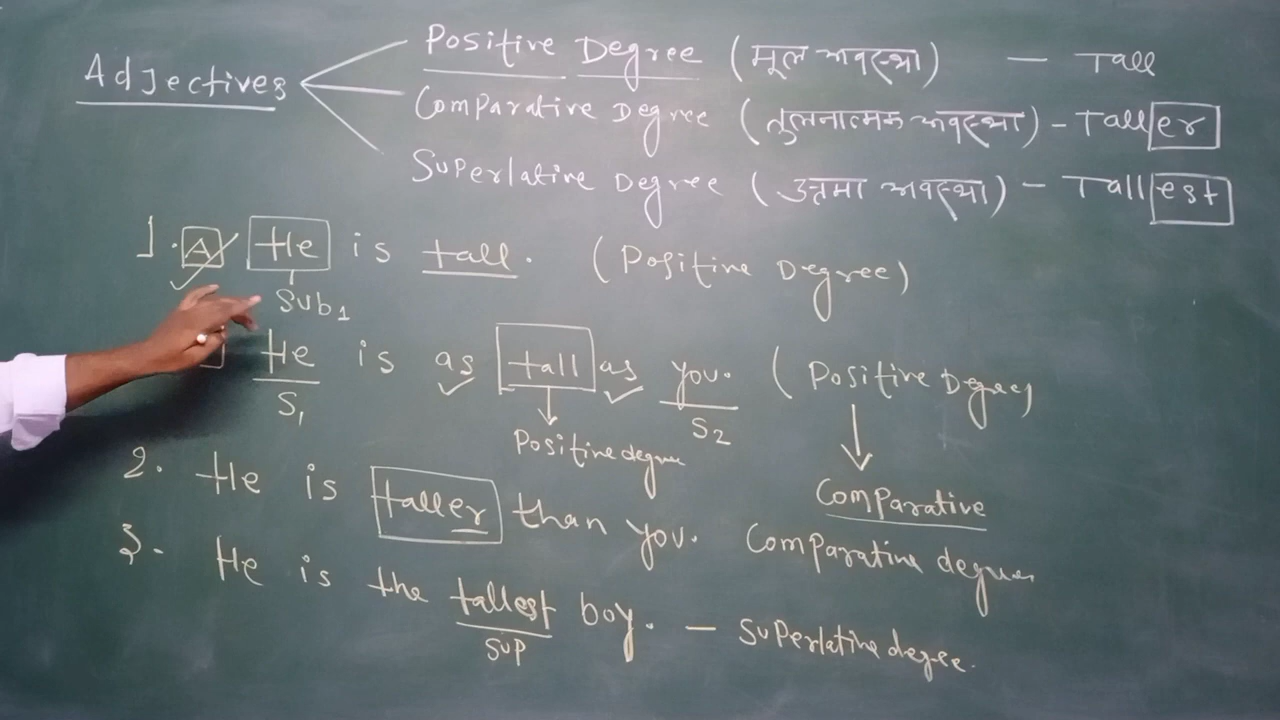 Adjectives
Positive Degree (मूल अवस्था) — Tall
Comparative Degree (तुलनात्मक अवस्था) - Taller
Superlative Degree (उत्तमा अवस्था) - Tallest
1. A He is tall. (Positive Degree)
Sub1
He is as tall as you. (Positive Degree)
S1 S2
Positive degree
Comparative
2. He is taller than you. Comparative degree
3. He is the tallest boy. — Superlative degree.
Sup